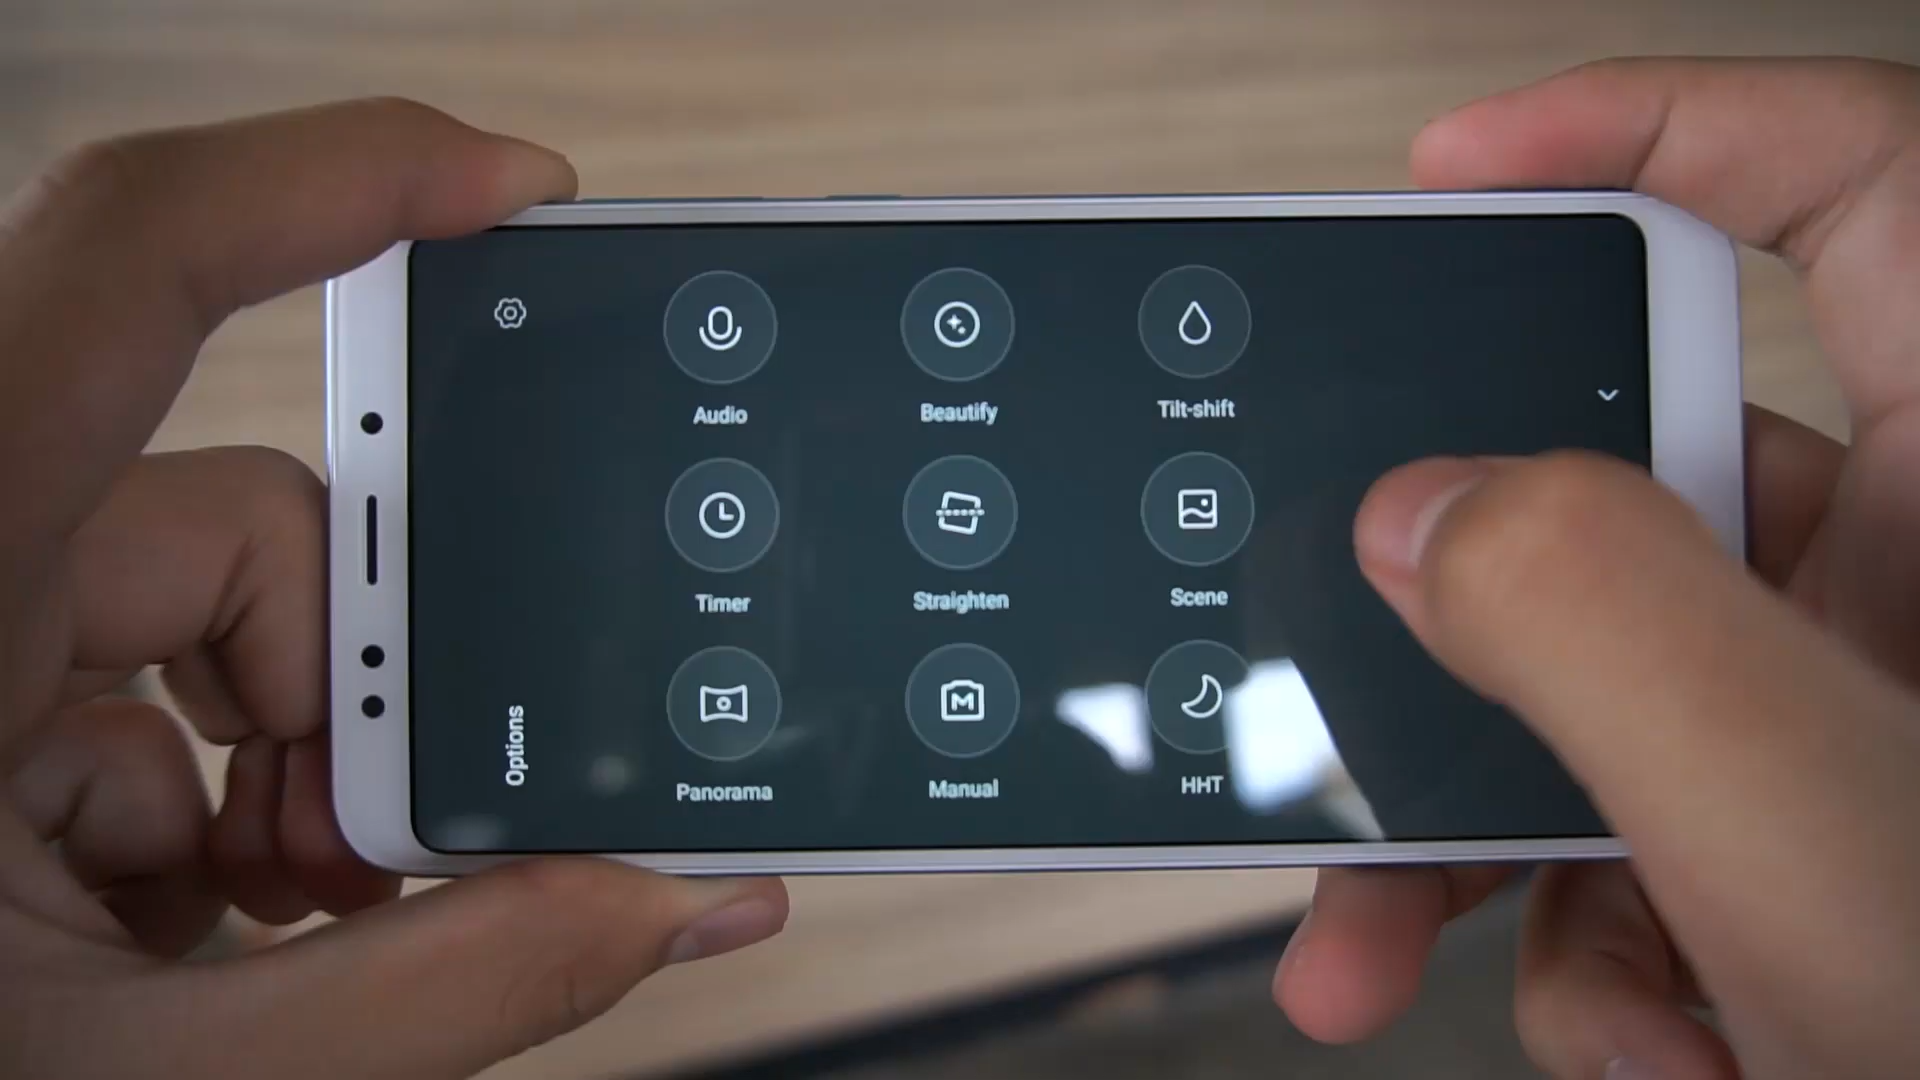 Audio
Beautify
Tilt-shift
Timer
Straighten
Scene
Options
Panorama
Manual
HHT